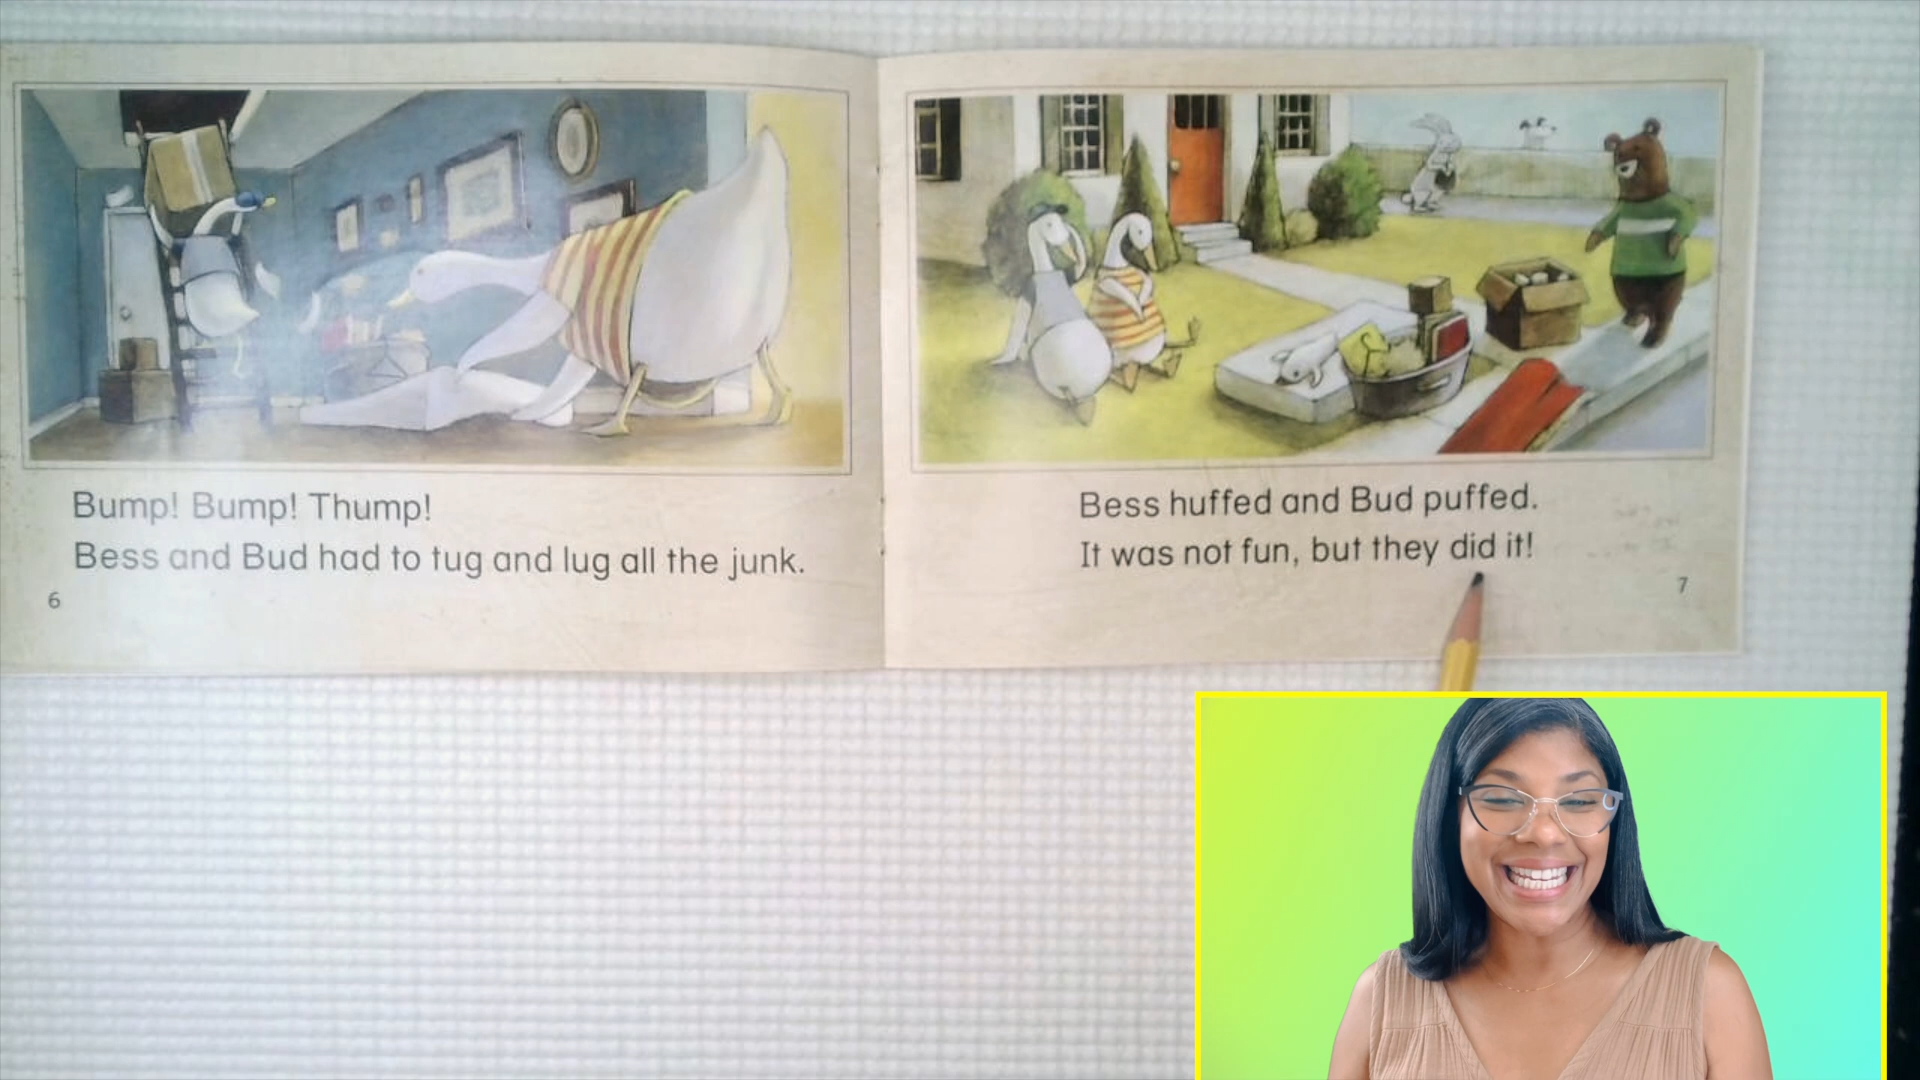 Bump! Bump! Thump!
Bess and Bud had to tug and lug all the junk.
6
Bess huffed and Bud puffed.
It was not fun, but they did it!
7